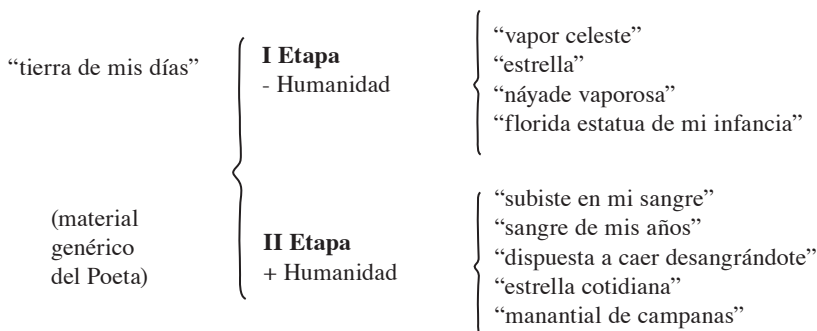 “tierra de mis días”
(material
genérico
del Poeta)
I Etapa
- Humanidad
“vapor celeste”
“estrella”
“náyade vaporosa”
“florida estatua de mi infancia”
II Etapa
+ Humanidad
“subiste en mi sangre”
“sangre de mis años”
“dispuesta a caer desangrándote”
“estrella cotidiana”
“manantial de campanas”